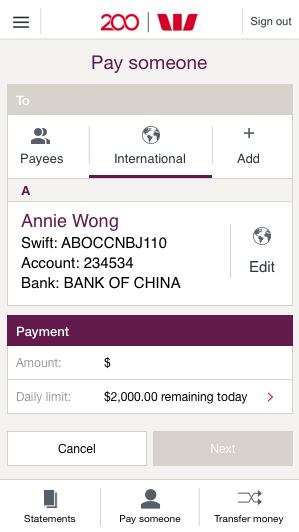 200
Sign out
Pay someone
To
Payees
International
Add
A
Annie Wong
Swift: ABOCCNBJ110
Account: 234534
Bank: BANK OF CHINA
Edit
Payment
Amount: $
Daily limit: $2,000.00 remaining today
Cancel
Next
Statements
Pay someone
Transfer money